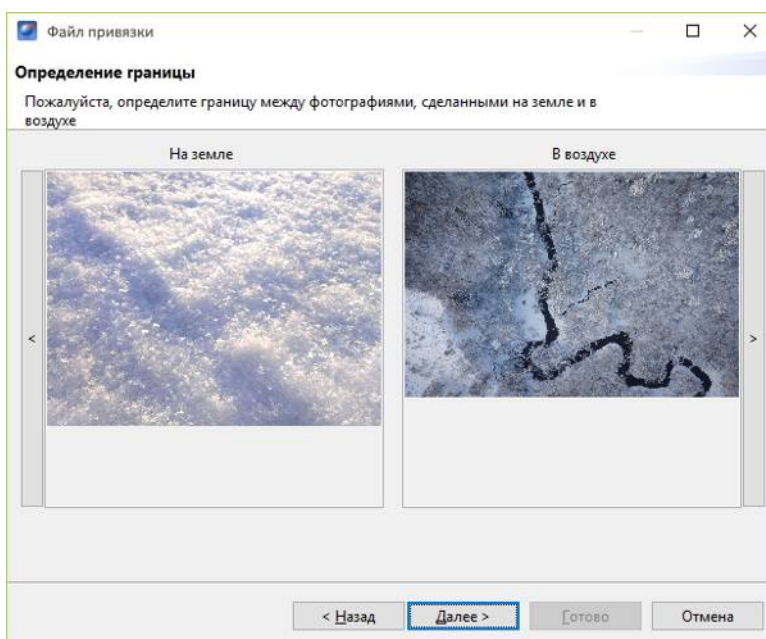 Файл привязки
Определение границы
Пожалуйста, определите границу между фотографиями, сделанными на земле и в
воздухе
На земле
В воздухе
<
>
< Назад
Далее >
Готово
Отмена